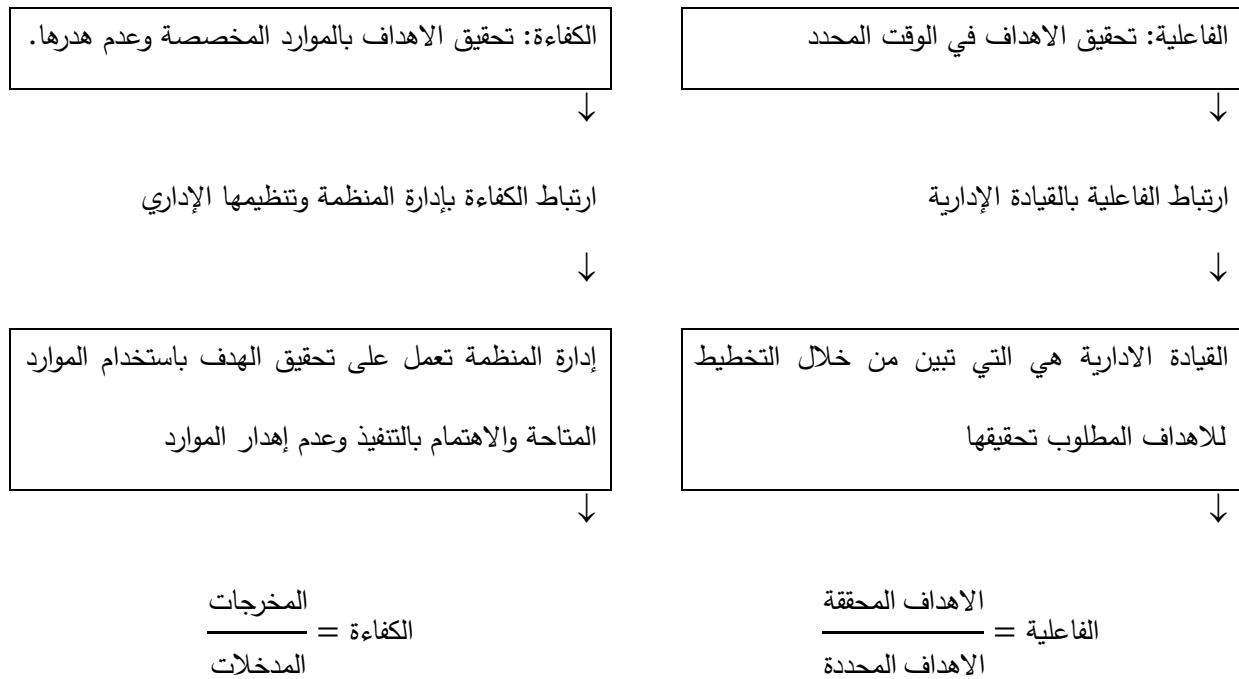 الفاعلية: تحقيق الاهداف في الوقت المحدد
↓
ارتباط الفاعلية بالقيادة الإدارية
↓
القيادة الادارية هي التي تبين من خلال التخطيط
للاهداف المطلوب تحقيقها
↓
الفاعلية = الاهداف المحققة
الاهداف المحددة
الكفاءة: تحقيق الاهداف بالموارد المخصصة وعدم هدرها.
↓
ارتباط الكفاءة بإدارة المنظمة وتنظيمها الإداري
↓
إدارة المنظمة تعمل على تحقيق الهدف باستخدام الموارد
المتاحة والاهتمام بالتنفيذ وعدم إهدار الموارد
↓
الكفاءة = المخرجات
المدخلات